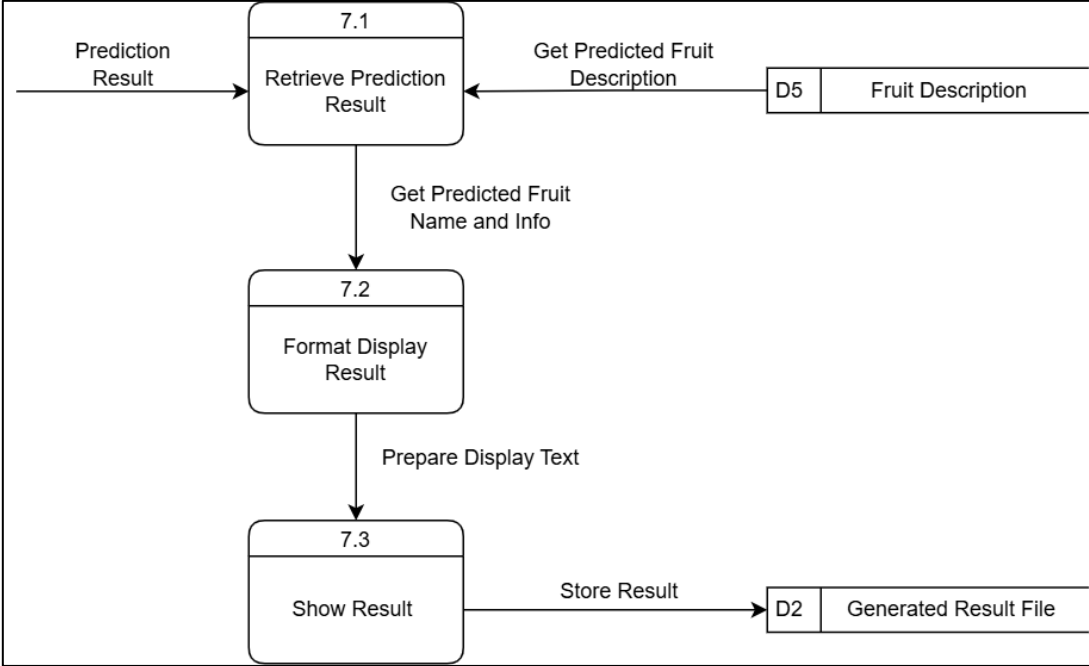 7.1
Prediction
Result
Retrieve Prediction
Result
Get Predicted Fruit
Description
D5
Fruit Description
Get Predicted Fruit
Name and Info
7.2
Format Display
Result
Prepare Display Text
7.3
Show Result
Store Result
D2
Generated Result File